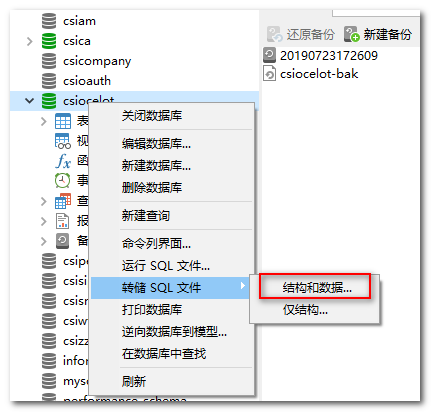 csiam
csica
csicompany
csioauth
csiocelot
表
视
fx
函
事
查
报
备
csipe
csisi
csisr
csiw
csizz
infor
mysc
performance_schema
关闭数据库
编辑数据库...
新建数据库...
删除数据库
新建查询
命令列界面...
运行 SQL 文件...
转储 SQL 文件
打印数据库
逆向数据库到模型...
在数据库中查找
刷新
结构和数据...
仅结构...
还原备份 新建备份
20190723172609
csiocelot-bak